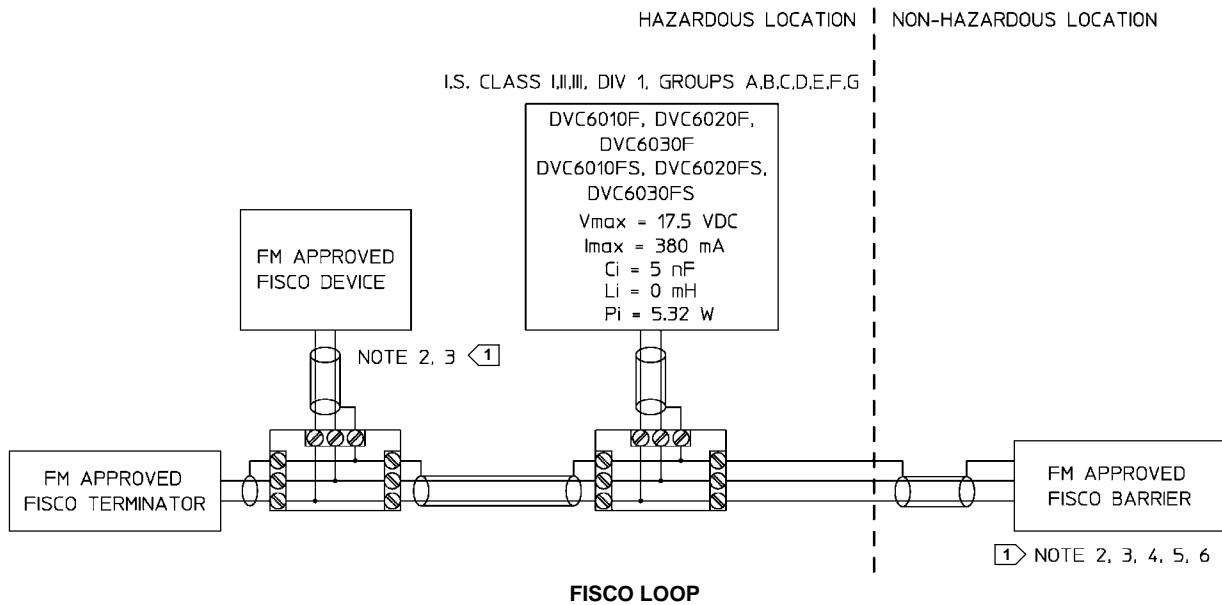 HAZARDOUS LOCATION
NON-HAZARDOUS LOCATION
I.S. CLASS I,II,III, DIV 1, GROUPS A,B,C,D,E,F,G
DVC6010F, DVC6020F,
DVC6030F
DVC6010FS, DVC6020FS,
DVC6030FS
Vmax = 17.5 VDC
Imax = 380 mA
Ci = 5 nF
Li = 0 mH
Pi = 5.32 W
FM APPROVED
FISCO DEVICE
NOTE 2, 3 1
FM APPROVED
FISCO TERMINATOR
FM APPROVED
FISCO BARRIER
1 NOTE 2, 3, 4, 5, 6
FISCO LOOP